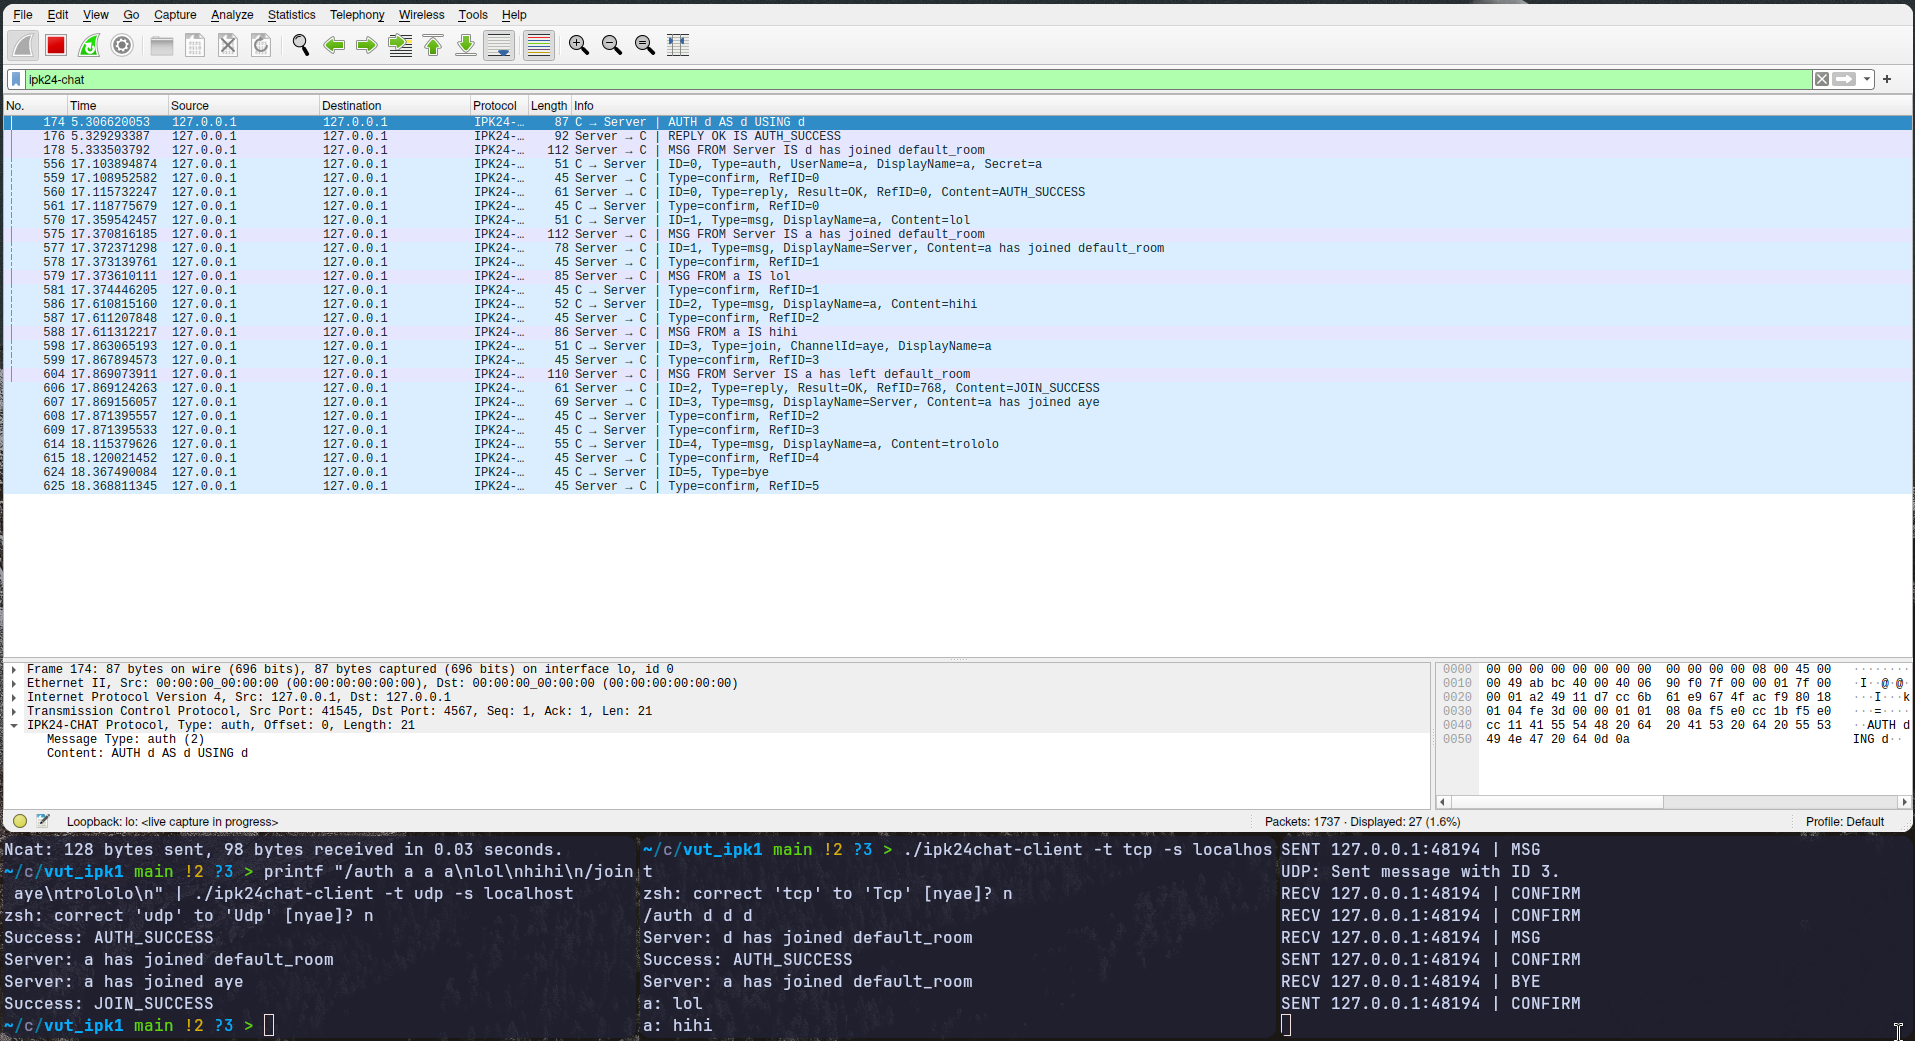 File Edit View Go Capture Analyze Statistics Telephony Wireless Tools Help
ipk24-chat
No. Time Source Destination Protocol Length Info
174 5.306620053 127.0.0.1 127.0.0.1 IPK24-… 87 C → Server | AUTH d AS d USING d
176 5.329293387 127.0.0.1 127.0.0.1 IPK24-… 92 Server → C | REPLY OK IS AUTH_SUCCESS
178 5.333503792 127.0.0.1 127.0.0.1 IPK24-… 112 Server → C | MSG FROM Server IS d has joined default_room
556 17.103894874 127.0.0.1 127.0.0.1 IPK24-… 51 C → Server | ID=0, Type=auth, UserName=a, DisplayName=a, Secret=a
559 17.108952582 127.0.0.1 127.0.0.1 IPK24-… 45 Server → C | Type=confirm, RefID=0
560 17.115732247 127.0.0.1 127.0.0.1 IPK24-… 61 Server → C | ID=0, Type=reply, Result=OK, RefID=0, Content=AUTH_SUCCESS
561 17.118775679 127.0.0.1 127.0.0.1 IPK24-… 45 C → Server | Type=confirm, RefID=0
570 17.359542457 127.0.0.1 127.0.0.1 IPK24-… 51 C → Server | ID=1, Type=msg, DisplayName=a, Content=lol
575 17.370816185 127.0.0.1 127.0.0.1 IPK24-… 112 Server → C | MSG FROM Server IS a has joined default_room
577 17.372371298 127.0.0.1 127.0.0.1 IPK24-… 78 Server → C | ID=1, Type=msg, DisplayName=Server, Content=a has joined default_room
578 17.373139761 127.0.0.1 127.0.0.1 IPK24-… 45 Server → C | Type=confirm, RefID=1
579 17.373610111 127.0.0.1 127.0.0.1 IPK24-… 85 Server → C | MSG FROM a IS lol
581 17.374446205 127.0.0.1 127.0.0.1 IPK24-… 45 C → Server | Type=confirm, RefID=1
586 17.610815160 127.0.0.1 127.0.0.1 IPK24-… 52 C → Server | ID=2, Type=msg, DisplayName=a, Content=hihi
587 17.611207848 127.0.0.1 127.0.0.1 IPK24-… 45 Server → C | Type=confirm, RefID=2
588 17.611312217 127.0.0.1 127.0.0.1 IPK24-… 86 Server → C | MSG FROM a IS hihi
598 17.863065193 127.0.0.1 127.0.0.1 IPK24-… 51 C → Server | ID=3, Type=join, ChannelId=aye, DisplayName=a
599 17.867894573 127.0.0.1 127.0.0.1 IPK24-… 45 Server → C | Type=confirm, RefID=3
604 17.869073911 127.0.0.1 127.0.0.1 IPK24-… 110 Server → C | MSG FROM Server IS a has left default_room
606 17.869124263 127.0.0.1 127.0.0.1 IPK24-… 61 Server → C | ID=2, Type=reply, Result=OK, RefID=768, Content=JOIN_SUCCESS
607 17.869156057 127.0.0.1 127.0.0.1 IPK24-… 69 Server → C | ID=3, Type=msg, DisplayName=Server, Content=a has joined aye
608 17.871395557 127.0.0.1 127.0.0.1 IPK24-… 45 C → Server | Type=confirm, RefID=2
609 17.871395533 127.0.0.1 127.0.0.1 IPK24-… 45 C → Server | Type=confirm, RefID=3
614 18.115379626 127.0.0.1 127.0.0.1 IPK24-… 55 C → Server | ID=4, Type=msg, DisplayName=a, Content=trololo
615 18.120021452 127.0.0.1 127.0.0.1 IPK24-… 45 Server → C | Type=confirm, RefID=4
624 18.367490084 127.0.0.1 127.0.0.1 IPK24-… 45 C → Server | ID=5, Type=bye
625 18.368811345 127.0.0.1 127.0.0.1 IPK24-… 45 Server → C | Type=confirm, RefID=5
Frame 174: 87 bytes on wire (696 bits), 87 bytes captured (696 bits) on interface lo, id 0
Ethernet II, Src: 00:00:00_00:00:00 (00:00:00:00:00:00), Dst: 00:00:00_00:00:00 (00:00:00:00:00:00)
Internet Protocol Version 4, Src: 127.0.0.1, Dst: 127.0.0.1
Transmission Control Protocol, Src Port: 41545, Dst Port: 4567, Seq: 1, Ack: 1, Len: 21
IPK24-CHAT Protocol, Type: auth, Offset: 0, Length: 21
Message Type: auth (2)
Content: AUTH d AS d USING d
0000 00 00 00 00 00 00 00 00 00 00 00 00 08 00 45 00 ········
0010 00 49 ab bc 40 00 40 06 90 f0 7f 00 00 01 7f 00 ·I··@·@·
0020 00 01 a2 49 11 d7 cc 6b 61 e9 67 4f ac f9 80 18 ···I···k
0030 01 04 fe 3d 00 00 01 01 08 0a f5 e0 cc 1b f5 e0 ···=····
0040 cc 11 41 55 54 48 20 64 20 41 53 20 64 20 55 53 ··AUTH d
0050 49 4e 47 20 64 0d 0a ING d··
Loopback: lo: <live capture in progress> Packets: 1737 · Displayed: 27 (1.6%) Profile: Default
Ncat: 128 bytes sent, 98 bytes received in 0.03 seconds.
~/c/vut_ipk1 main !2 ?3 > printf "/auth a a a\nlol\nhihi\n/join
aye\ntrololo\n" | ./ipk24chat-client -t udp -s localhost
zsh: correct 'udp' to 'Udp' [nyae]? n
Success: AUTH_SUCCESS
Server: a has joined default_room
Server: a has joined aye
Success: JOIN_SUCCESS
~/c/vut_ipk1 main !2 ?3 >
~/c/vut_ipk1 main !2 ?3 > ./ipk24chat-client -t tcp -s localhos
t
zsh: correct 'tcp' to 'Tcp' [nyae]? n
/auth d d d
Server: d has joined default_room
Success: AUTH_SUCCESS
Server: a has joined default_room
a: lol
a: hihi
SENT 127.0.0.1:48194 | MSG
UDP: Sent message with ID 3.
RECV 127.0.0.1:48194 | CONFIRM
RECV 127.0.0.1:48194 | CONFIRM
RECV 127.0.0.1:48194 | MSG
SENT 127.0.0.1:48194 | CONFIRM
RECV 127.0.0.1:48194 | BYE
SENT 127.0.0.1:48194 | CONFIRM